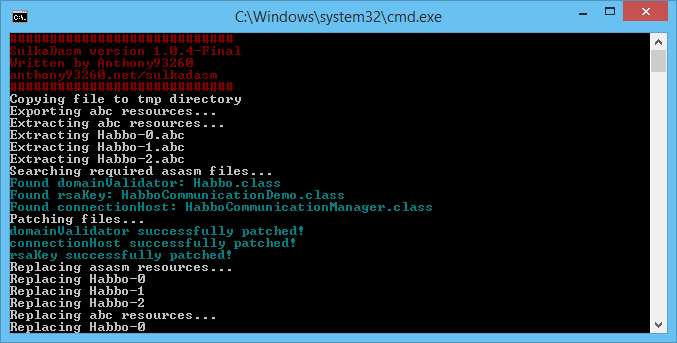 C:\Windows\system32\cmd.exe
############################
SulkaDasm version 1.0.4-Final
Written by Anthony93260
anthony93260.net/sulkadasm
############################
Copying file to tmp directory
Exporting abc resources...
Extracting abc resources...
Extracting Habbo-0.abc
Extracting Habbo-1.abc
Extracting Habbo-2.abc
Searching required asasm files...
Found domainValidator: Habbo.class
Found rsaKey: HabboCommunicationDemo.class
Found connectionHost: HabboCommunicationManager.class
Patching files...
domainValidator successfully patched!
connectionHost successfully patched!
rsaKey successfully patched!
Replacing asasm resources...
Replacing Habbo-0
Replacing Habbo-1
Replacing Habbo-2
Replacing abc resources...
Replacing Habbo-0